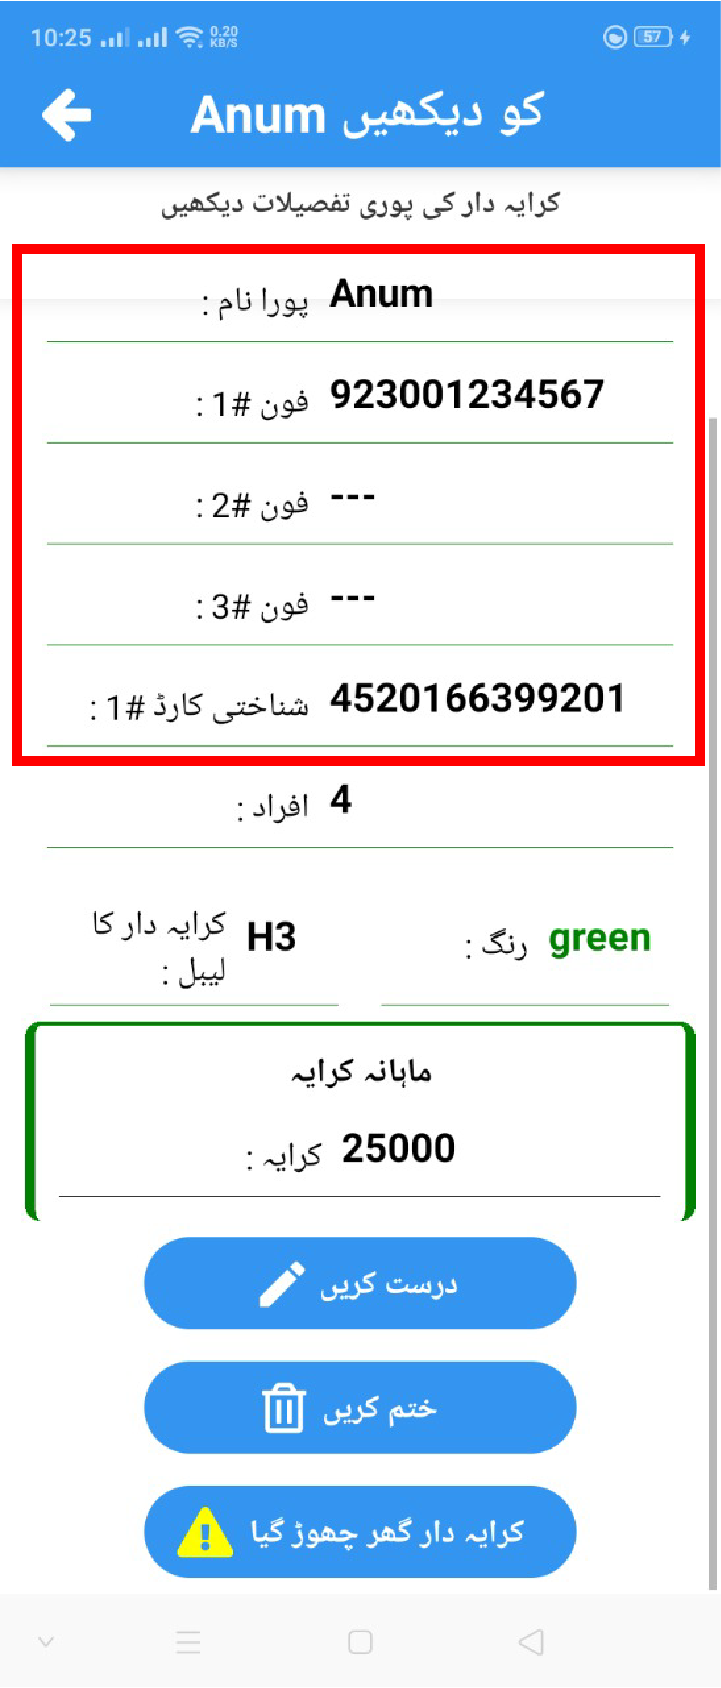 10:25 0.20 KB/S 57
Anum کو دیکھیں
کرایہ دار کی پوری تفصیلات دیکھیں
پورا نام : Anum
فون #1 : 923001234567
فون #2 : ---
فون #3 : ---
شناختی کارڈ #1 : 4520166399201
افراد : 4
کرایہ دار کا لیبل : H3
رنگ : green
ماہانہ کرایہ
کرایہ : 25000
درست کریں
ختم کریں
کرایہ دار گھر چھوڑ گیا